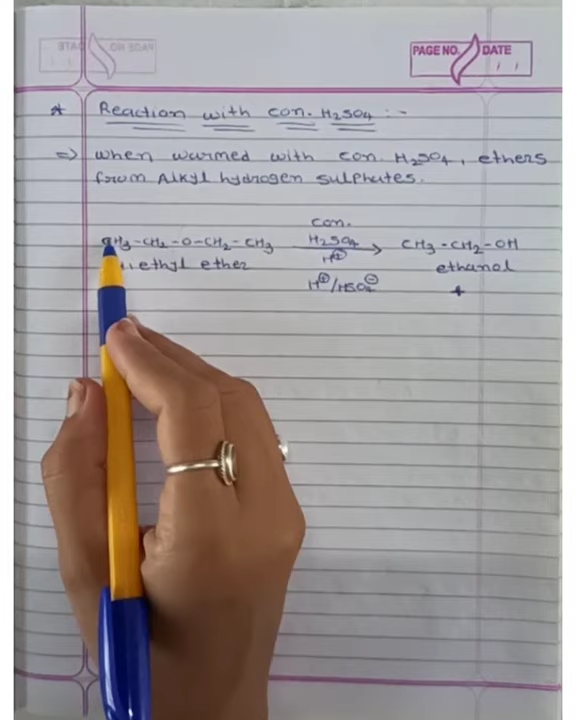 PAGE NO. DATE
* Reaction with con. H2SO4 :-
=> when warmed with con. H2SO4, ethers
from Alkyl hydrogen sulphates.
con.
CH3-CH2-O-CH2-CH3 H2SO4 → CH3-CH2-OH
H⊕
ethyl ether ethanol
H⊕/HSO4⊖ +